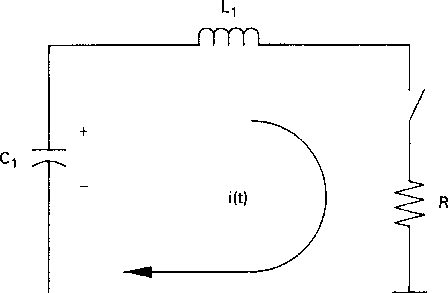 L1
+
C1
−
i(t)
R